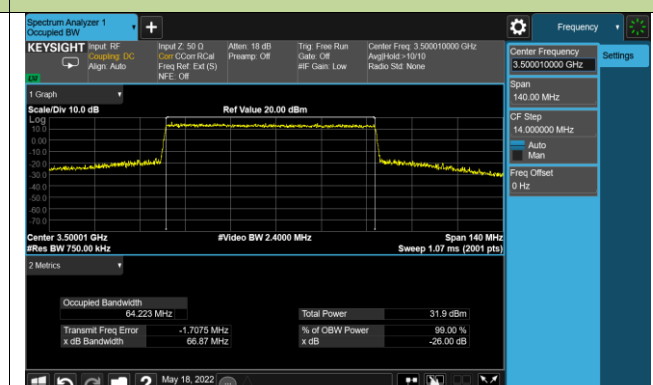 Spectrum Analyzer 1
Occupied BW
Frequency
KEYSIGHT
Input: RF
Coupling: DC
Align: Auto
Input Z: 50 Ω
Corr CCorr RCal
Freq Ref: Ext (S)
NFE: Off
Atten: 18 dB
Preamp: Off
Trig: Free Run
Gate: Off
#IF Gain: Low
Center Freq: 3.500010000 GHz
Avg|Hold:>10/10
Radio Std: None
LXI
Center Frequency
3.500010000 GHz
Settings
Span
140.00 MHz
CF Step
14.000000 MHz
Auto
Man
Freq Offset
0 Hz
1 Graph
Scale/Div 10.0 dB
Ref Value 20.00 dBm
Log
10.0
0.00
-10.0
-20.0
-30.0
-40.0
-50.0
-60.0
-70.0
Center 3.50001 GHz
#Video BW 2.4000 MHz
Span 140 MHz
#Res BW 750.00 kHz
Sweep 1.07 ms (2001 pts)
2 Metrics
Occupied Bandwidth
64.223 MHz
Total Power
31.9 dBm
Transmit Freq Error
-1.7075 MHz
% of OBW Power
99.00 %
x dB Bandwidth
66.87 MHz
x dB
-26.00 dB
May 18, 2022